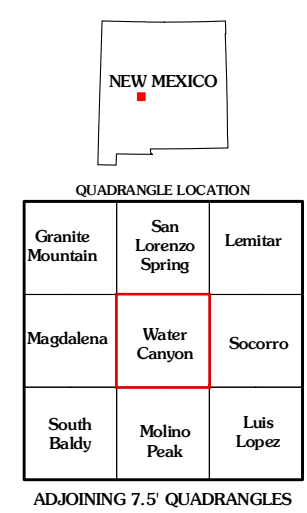 NEW MEXICO
QUADRANGLE LOCATION
Granite
Mountain
San
Lorenzo
Spring
Lemitar
Magdalena
Water
Canyon
Socorro
South
Baldy
Molino
Peak
Luis
Lopez
ADJOINING 7.5' QUADRANGLES